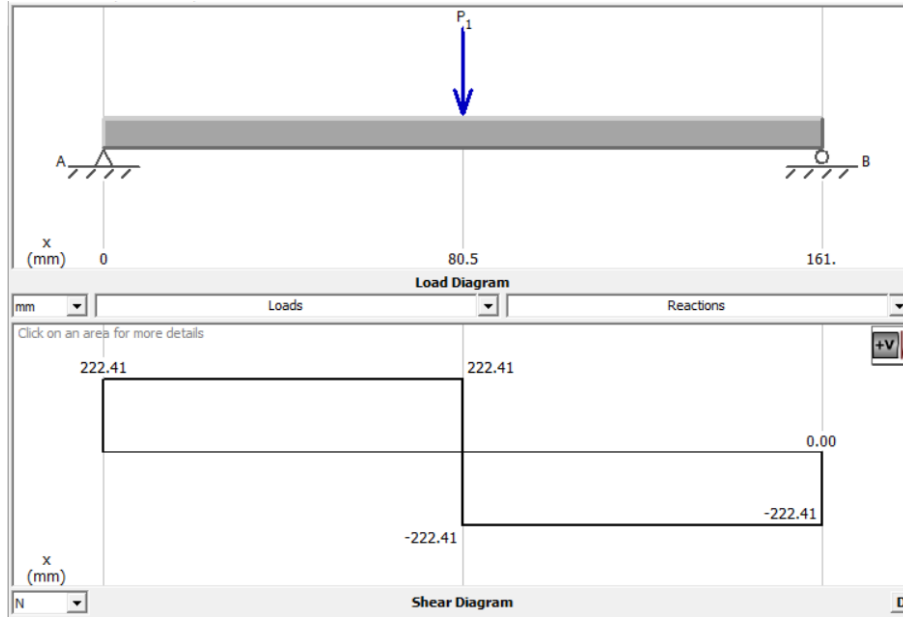 P1
A
B
x
(mm) 0 80.5 161.
Load Diagram
mm Loads Reactions
Click on an area for more details
+V
222.41 222.41
0.00
-222.41
-222.41
x
(mm)
N Shear Diagram D